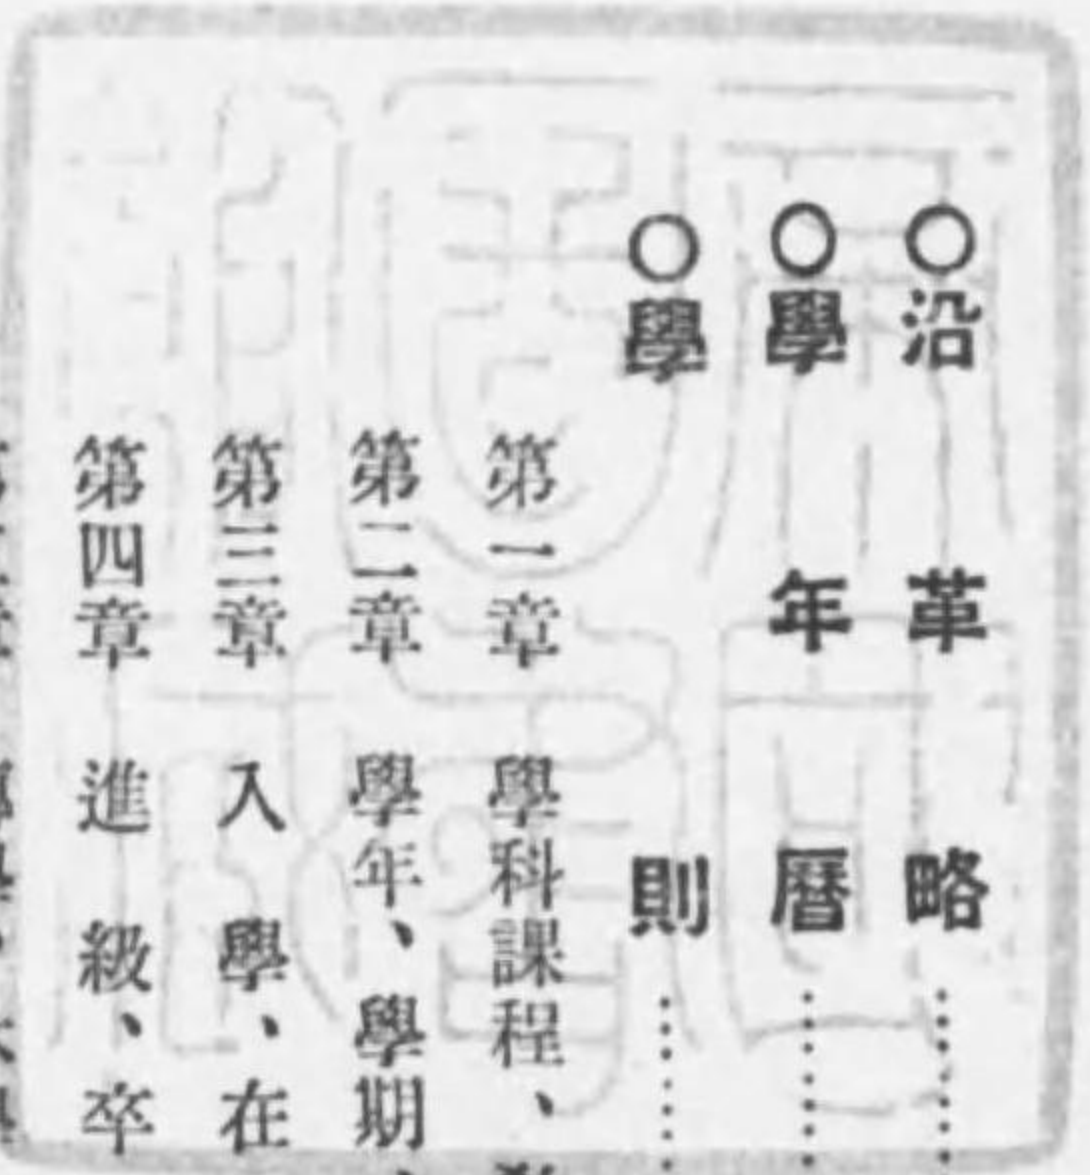 ○沿革略……
○學年曆……
○學則……
第一章 學科課程、
第二章 學年、學期、
第三章 入學、在
第四章 進級、卒